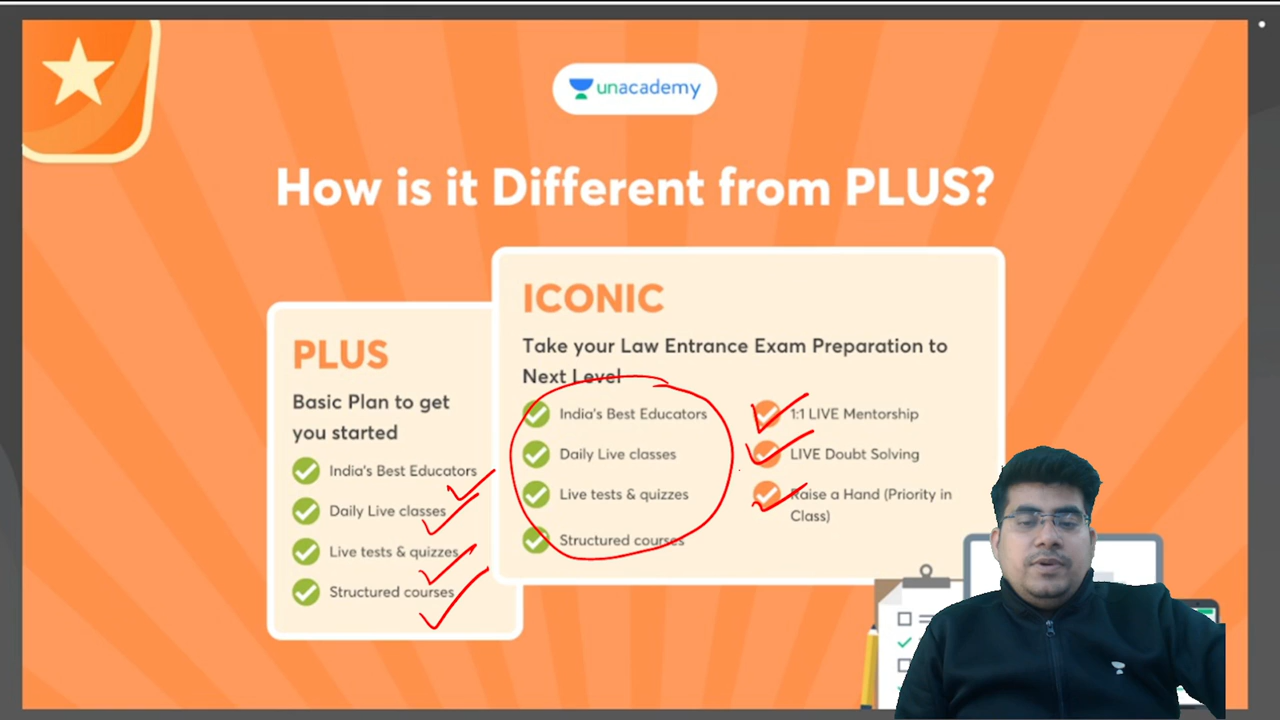 unacademy
How is it Different from PLUS?
PLUS
Basic Plan to get
you started
India's Best Educators
Daily Live classes
Live tests & quizzes
Structured courses
ICONIC
Take your Law Entrance Exam Preparation to
Next Level
India's Best Educators
Daily Live classes
Live tests & quizzes
Structured courses
1:1 LIVE Mentorship
LIVE Doubt Solving
Raise a Hand (Priority in
Class)